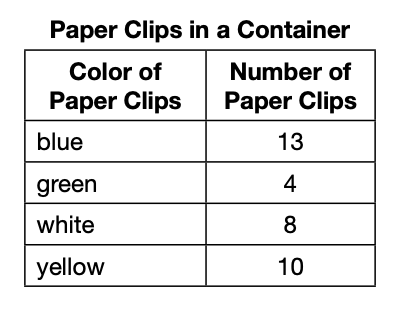 Paper Clips in a Container
Color of Paper Clips Number of Paper Clips
blue 13
green 4
white 8
yellow 10